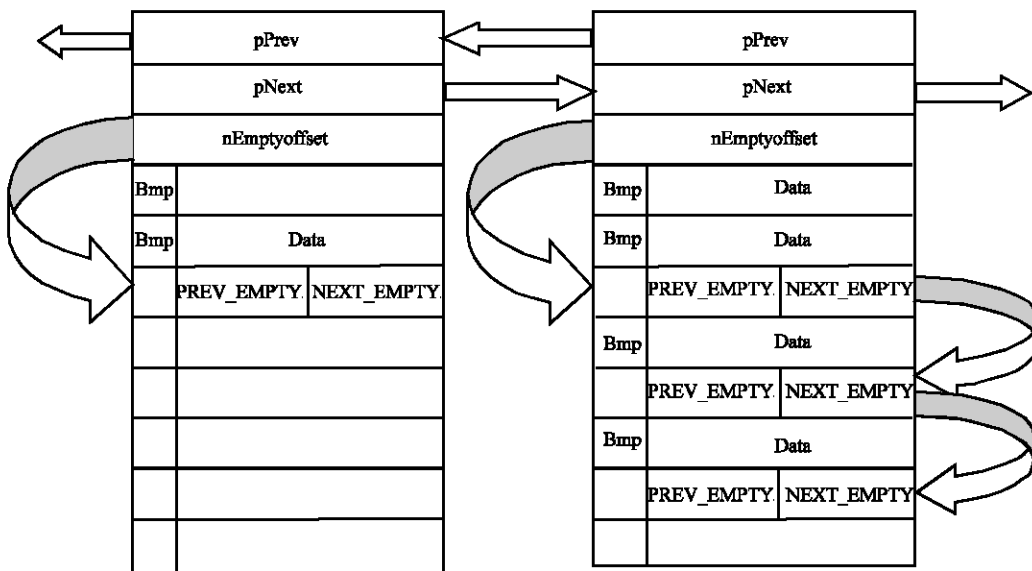 pPrev
pNext
nEmptyoffset
Bmp
Bmp Data
PREV_EMPTY NEXT_EMPTY
pPrev
pNext
nEmptyoffset
Bmp Data
Bmp Data
PREV_EMPTY NEXT_EMPTY
Bmp Data
PREV_EMPTY NEXT_EMPTY
Bmp Data
PREV_EMPTY NEXT_EMPTY